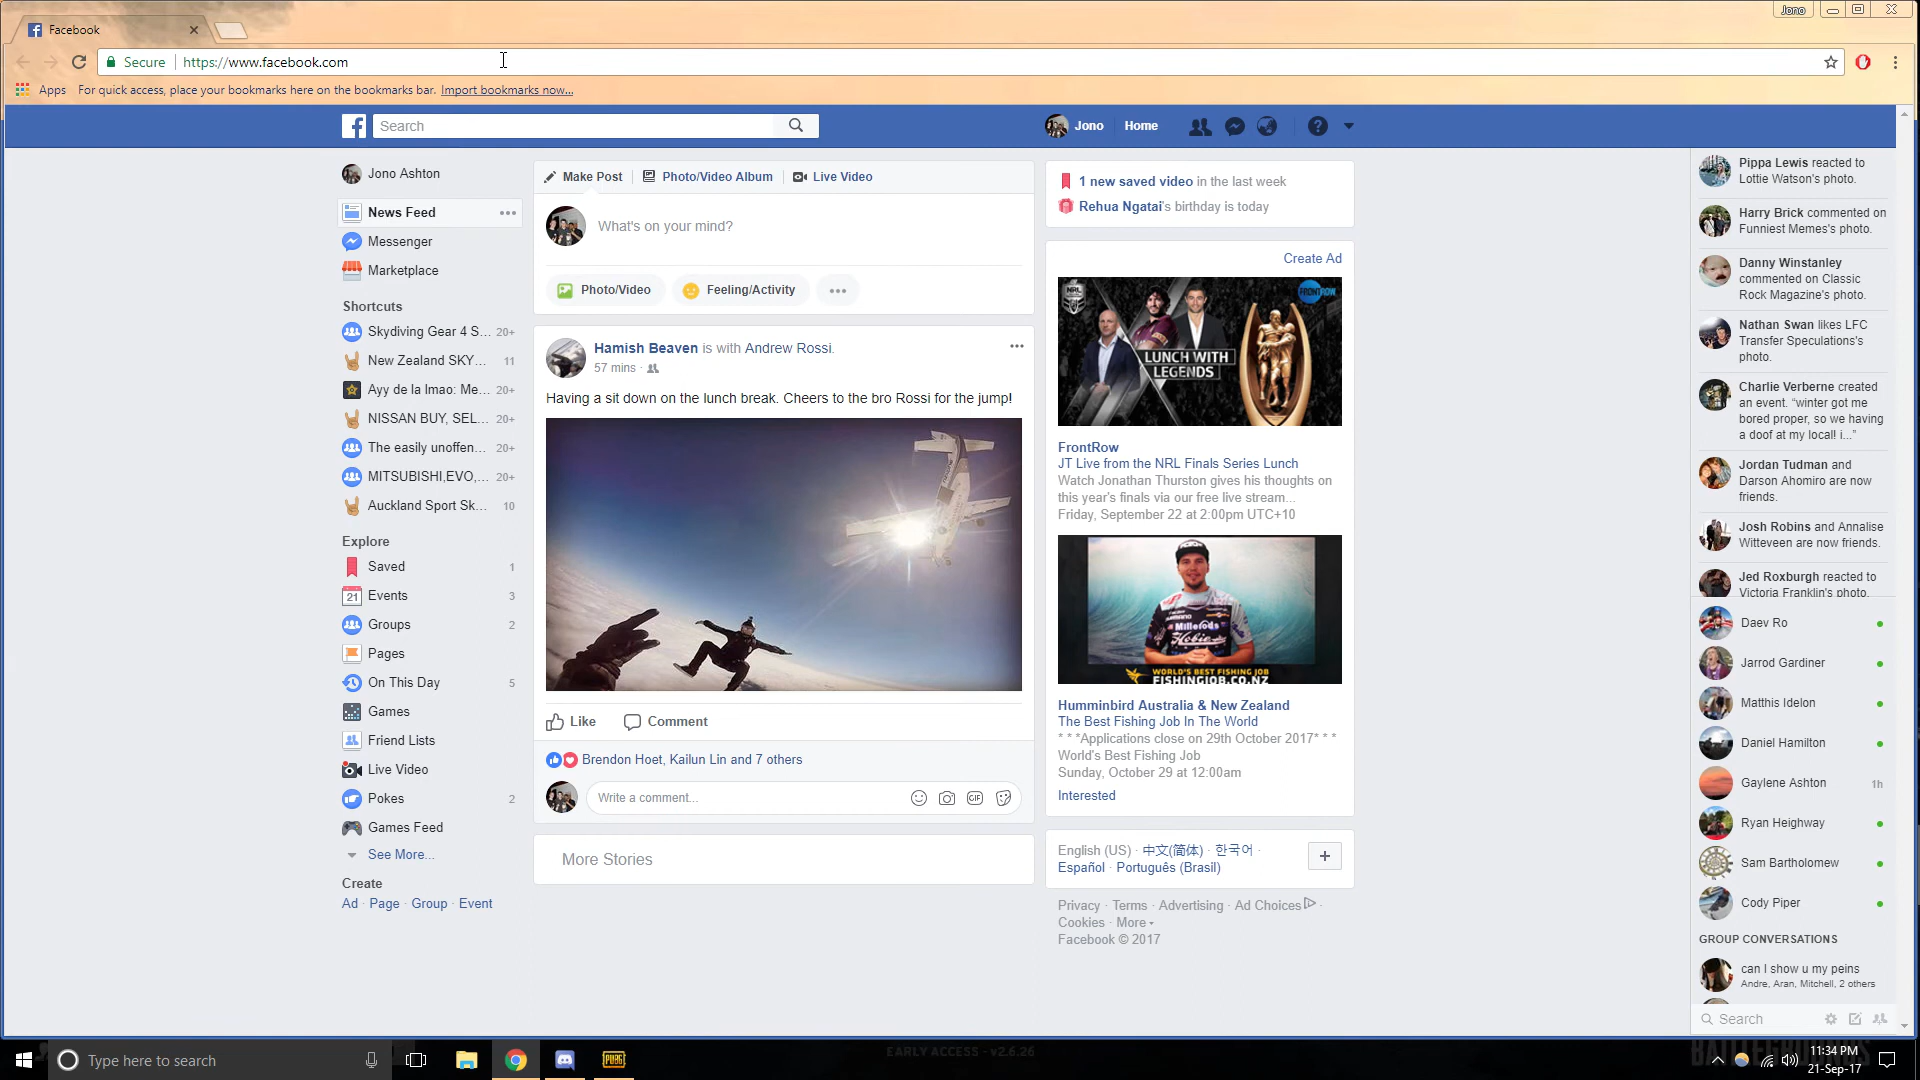 Facebook
Jono
Secure
https://www.facebook.com
Apps
For quick access, place your bookmarks here on the bookmarks bar. Import bookmarks now...
Search
Jono
Home
Jono Ashton
News Feed
Messenger
Marketplace
Shortcuts
Skydiving Gear 4 S... 20+
New Zealand SKY... 11
Ayy de la lmao: Me... 20+
NISSAN BUY, SEL... 20+
The easily unoffen... 20+
MITSUBISHI,EVO,... 20+
Auckland Sport Sk... 10
Explore
Saved 1
21 Events 3
Groups 2
Pages
On This Day 5
Games
Friend Lists
Live Video
Pokes 2
Games Feed
See More...
Create
Ad · Page · Group · Event
Make Post
Photo/Video Album
Live Video
What's on your mind?
Photo/Video
Feeling/Activity
Hamish Beaven is with Andrew Rossi.
57 mins ·
Having a sit down on the lunch break. Cheers to the bro Rossi for the jump!
Like
Comment
Brendon Hoet, Kailun Lin and 7 others
Write a comment...
GIF
More Stories
1 new saved video in the last week
Rehua Ngatai's birthday is today
Create Ad
NRL
FRONTROW
LUNCH WITH
LEGENDS
FrontRow
JT Live from the NRL Finals Series Lunch
Watch Jonathan Thurston gives his thoughts on
this year's finals via our free live stream...
Friday, September 22 at 2:00pm UTC+10
Millerods
Hobie
WORLD'S BEST FISHING JOB
FISHINGJOB.CO.NZ
Humminbird Australia & New Zealand
The Best Fishing Job In The World
* * *Applications close on 29th October 2017* * *
World's Best Fishing Job
Sunday, October 29 at 12:00am
Interested
English (US) · 中文(简体) · 한국어 ·
Español · Português (Brasil)
Privacy · Terms · Advertising · Ad Choices ·
Cookies · More
Facebook © 2017
Pippa Lewis reacted to
Lottie Watson's photo.
Harry Brick commented on
Funniest Memes's photo.
Danny Winstanley
commented on Classic
Rock Magazine's photo.
Nathan Swan likes LFC
Transfer Speculations's
photo.
Charlie Verberne created
an event. “winter got me
bored proper, so we having
a doof at my local! i...”
Jordan Tudman and
Darson Ahomiro are now
friends.
Josh Robins and Annalise
Witteveen are now friends.
Jed Roxburgh reacted to
Victoria Franklin's photo.
Daev Ro
Jarrod Gardiner
Matthis Idelon
Daniel Hamilton
Gaylene Ashton 1h
Ryan Heighway
Sam Bartholomew
Cody Piper
GROUP CONVERSATIONS
can I show u my peins
Andre, Aran, Mitchell, 2 others
Search
Type here to search
PUBG
EARLY ACCESS - v2.6.26
11:34 PM
21-Sep-17